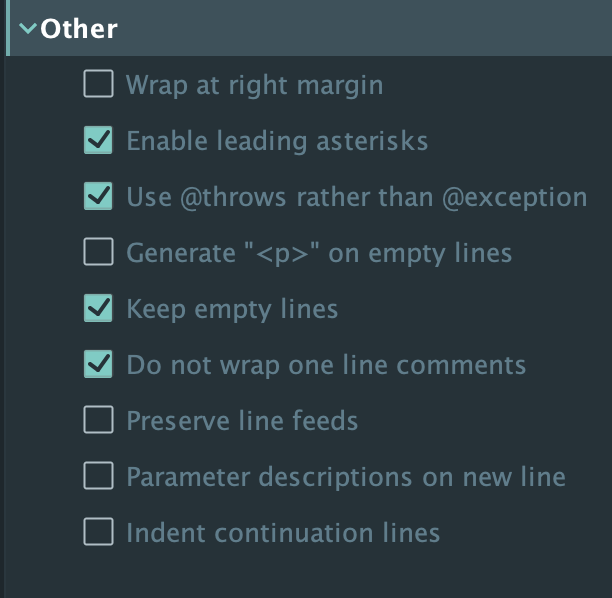 Other
Wrap at right margin
Enable leading asterisks
Use @throws rather than @exception
Generate "<p>" on empty lines
Keep empty lines
Do not wrap one line comments
Preserve line feeds
Parameter descriptions on new line
Indent continuation lines